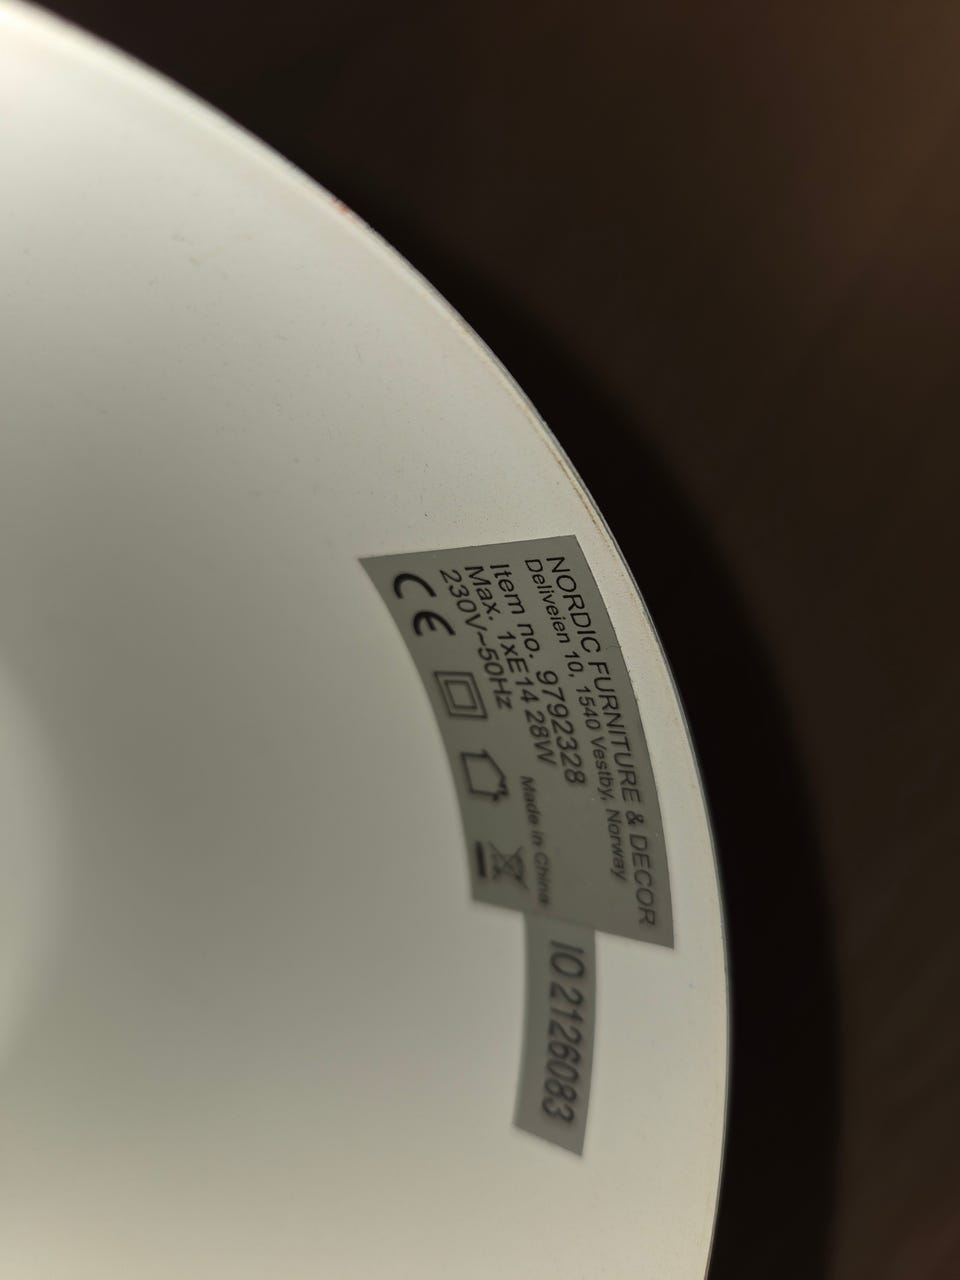 NORDIC FURNITURE & DECOR
Deliveien 10, 1540 Vestby, Norway
Item no. 9792328
Max. 1xE14 28W
230V~50Hz
Made in China
CE
IO 2126083